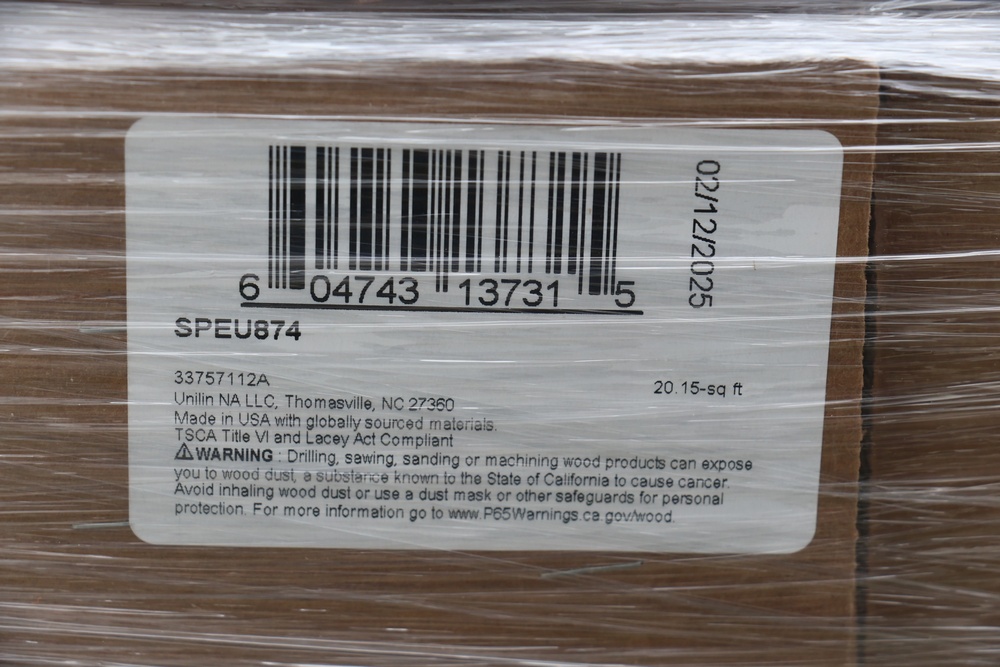 6 04743 13731 5
02/12/2025
SPEU874
33757112A
20.15-sq ft
Unilin NA LLC, Thomasville, NC 27360
Made in USA with globally sourced materials.
TSCA Title VI and Lacey Act Compliant
⚠WARNING : Drilling, sawing, sanding or machining wood products can expose
you to wood dust, a substance known to the State of California to cause cancer.
Avoid inhaling wood dust or use a dust mask or other safeguards for personal
protection. For more information go to www.P65Warnings.ca.gov/wood.